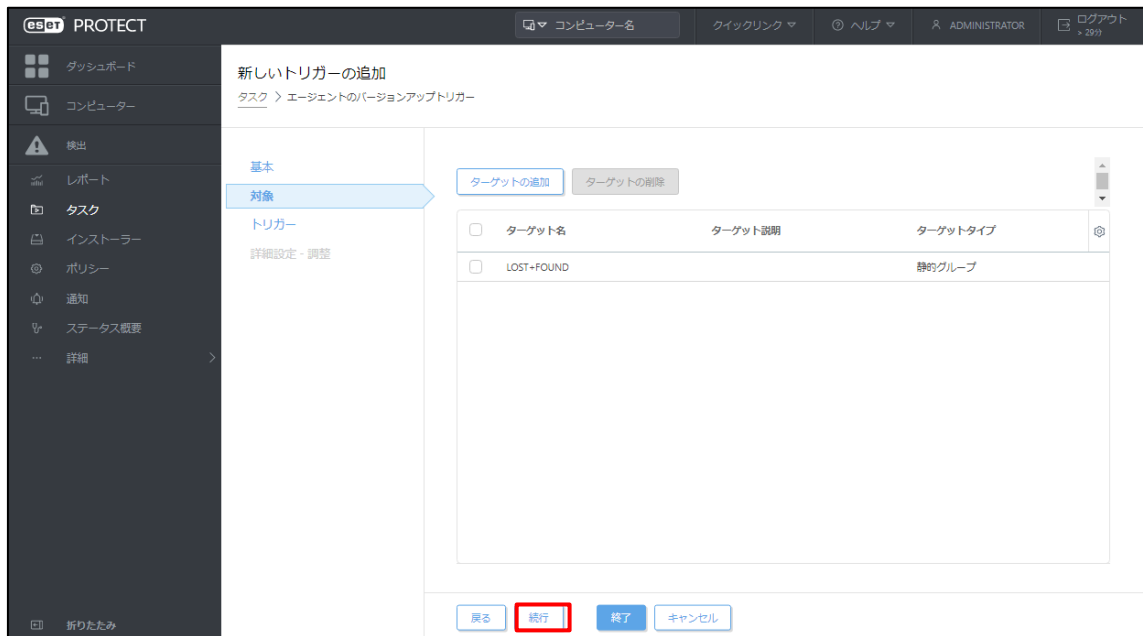 eset PROTECT
コンピューター名
クイックリンク
ヘルプ
ADMINISTRATOR
ログアウト
> 29分
ダッシュボード
コンピューター
検出
レポート
タスク
インストーラー
ポリシー
通知
ステータス概要
詳細
折りたたみ
新しいトリガーの追加
タスク > エージェントのバージョンアップトリガー
基本
対象
トリガー
詳細設定 - 調整
ターゲットの追加
ターゲットの削除
ターゲット名 ターゲット説明 ターゲットタイプ
LOST+FOUND 静的グループ
戻る 続行 終了 キャンセル